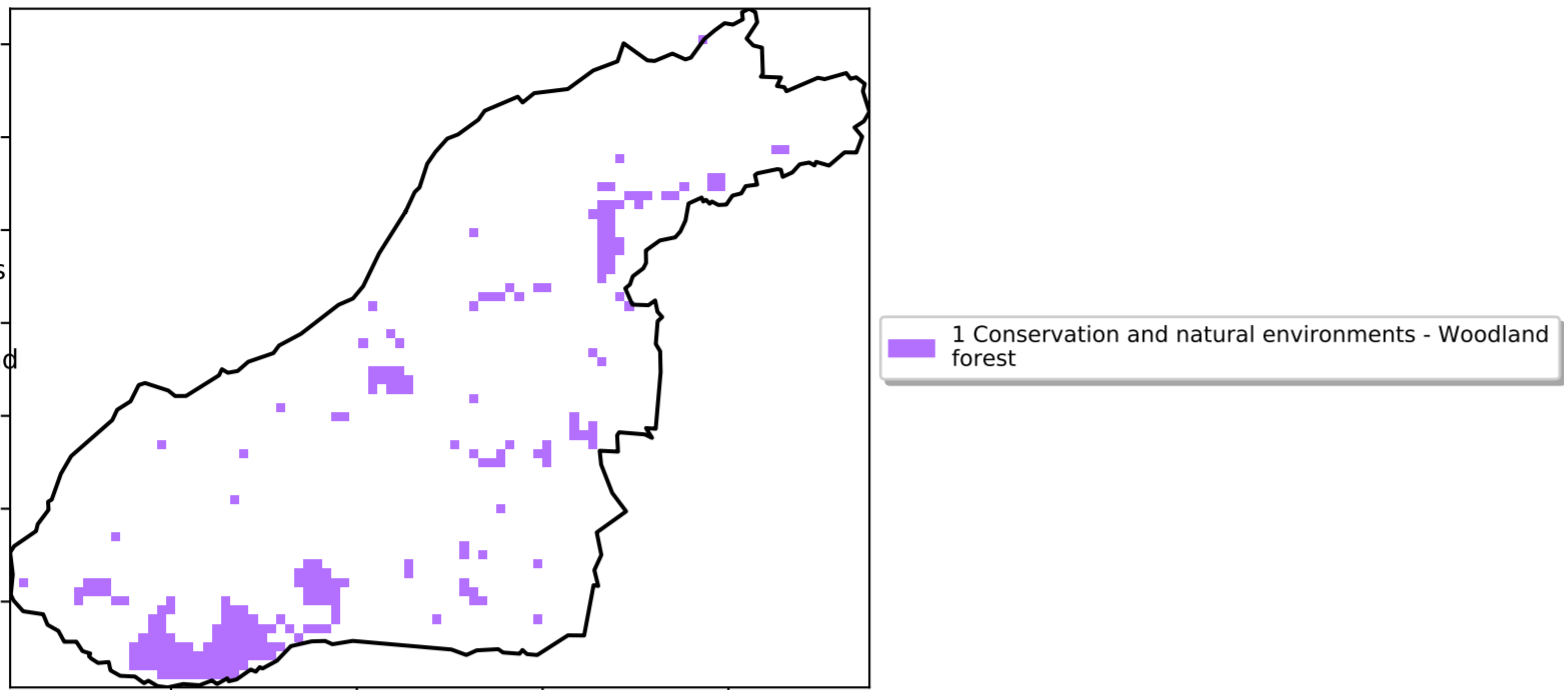 s
d
1 Conservation and natural environments - Woodland
forest